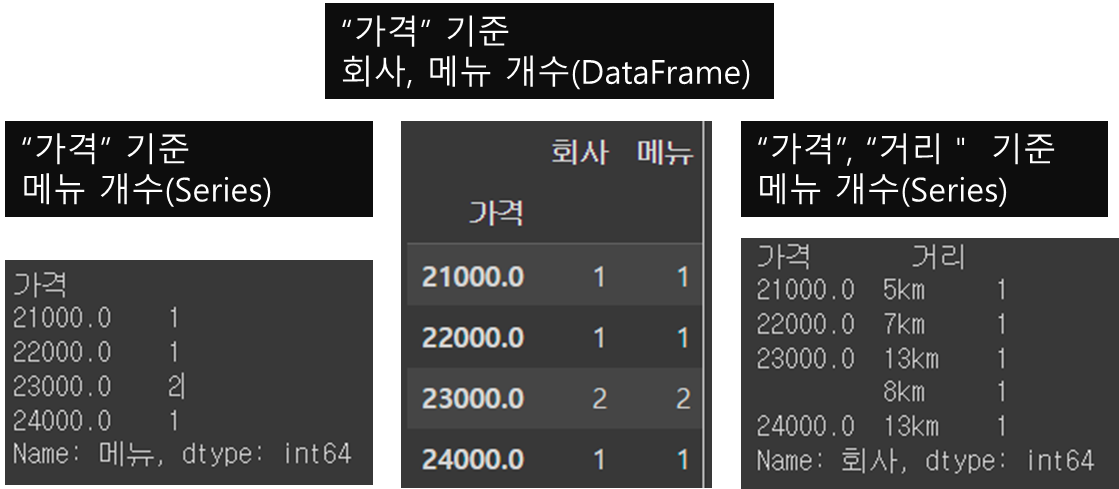 “가격” 기준
회사, 메뉴 개수(DataFrame)
“가격” 기준
메뉴 개수(Series)
가격
21000.0 1
22000.0 1
23000.0 2
24000.0 1
Name: 메뉴, dtype: int64
회사 메뉴
가격
21000.0 1 1
22000.0 1 1
23000.0 2 2
24000.0 1 1
“가격”, “거리 " 기준
메뉴 개수(Series)
가격 거리
21000.0 5km 1
22000.0 7km 1
23000.0 13km 1
8km 1
24000.0 13km 1
Name: 회사, dtype: int64